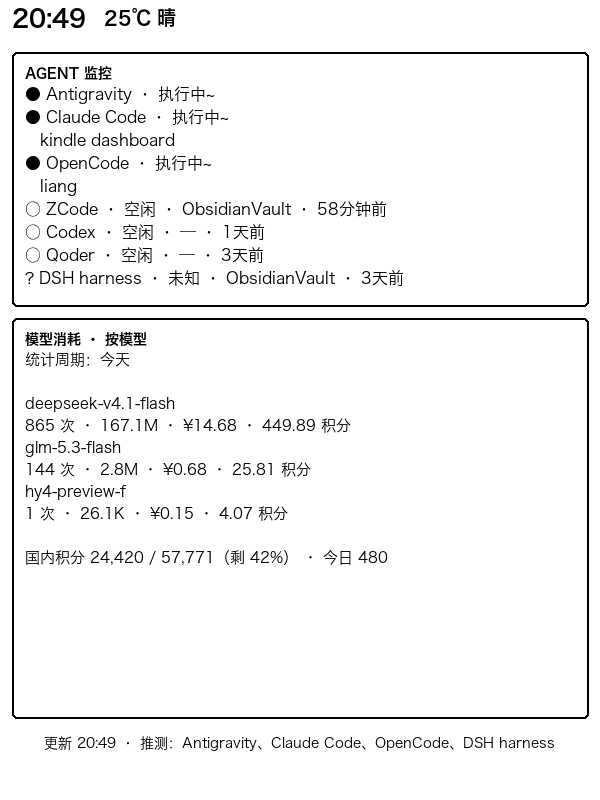 20:49 25℃ 晴
AGENT 监控
● Antigravity · 执行中~
● Claude Code · 执行中~
kindle dashboard
● OpenCode · 执行中~
liang
○ ZCode · 空闲 · ObsidianVault · 58分钟前
○ Codex · 空闲 · — · 1天前
○ Qoder · 空闲 · — · 3天前
? DSH harness · 未知 · ObsidianVault · 3天前
模型消耗 · 按模型
统计周期: 今天
deepseek-v4.1-flash
865 次 · 167.1M · ¥14.68 · 449.89 积分
glm-5.3-flash
144 次 · 2.8M · ¥0.68 · 25.81 积分
hy4-preview-f
1 次 · 26.1K · ¥0.15 · 4.07 积分
国内积分 24,420 / 57,771（剩 42%） · 今日 480
更新 20:49 · 推测: Antigravity、Claude Code、OpenCode、DSH harness